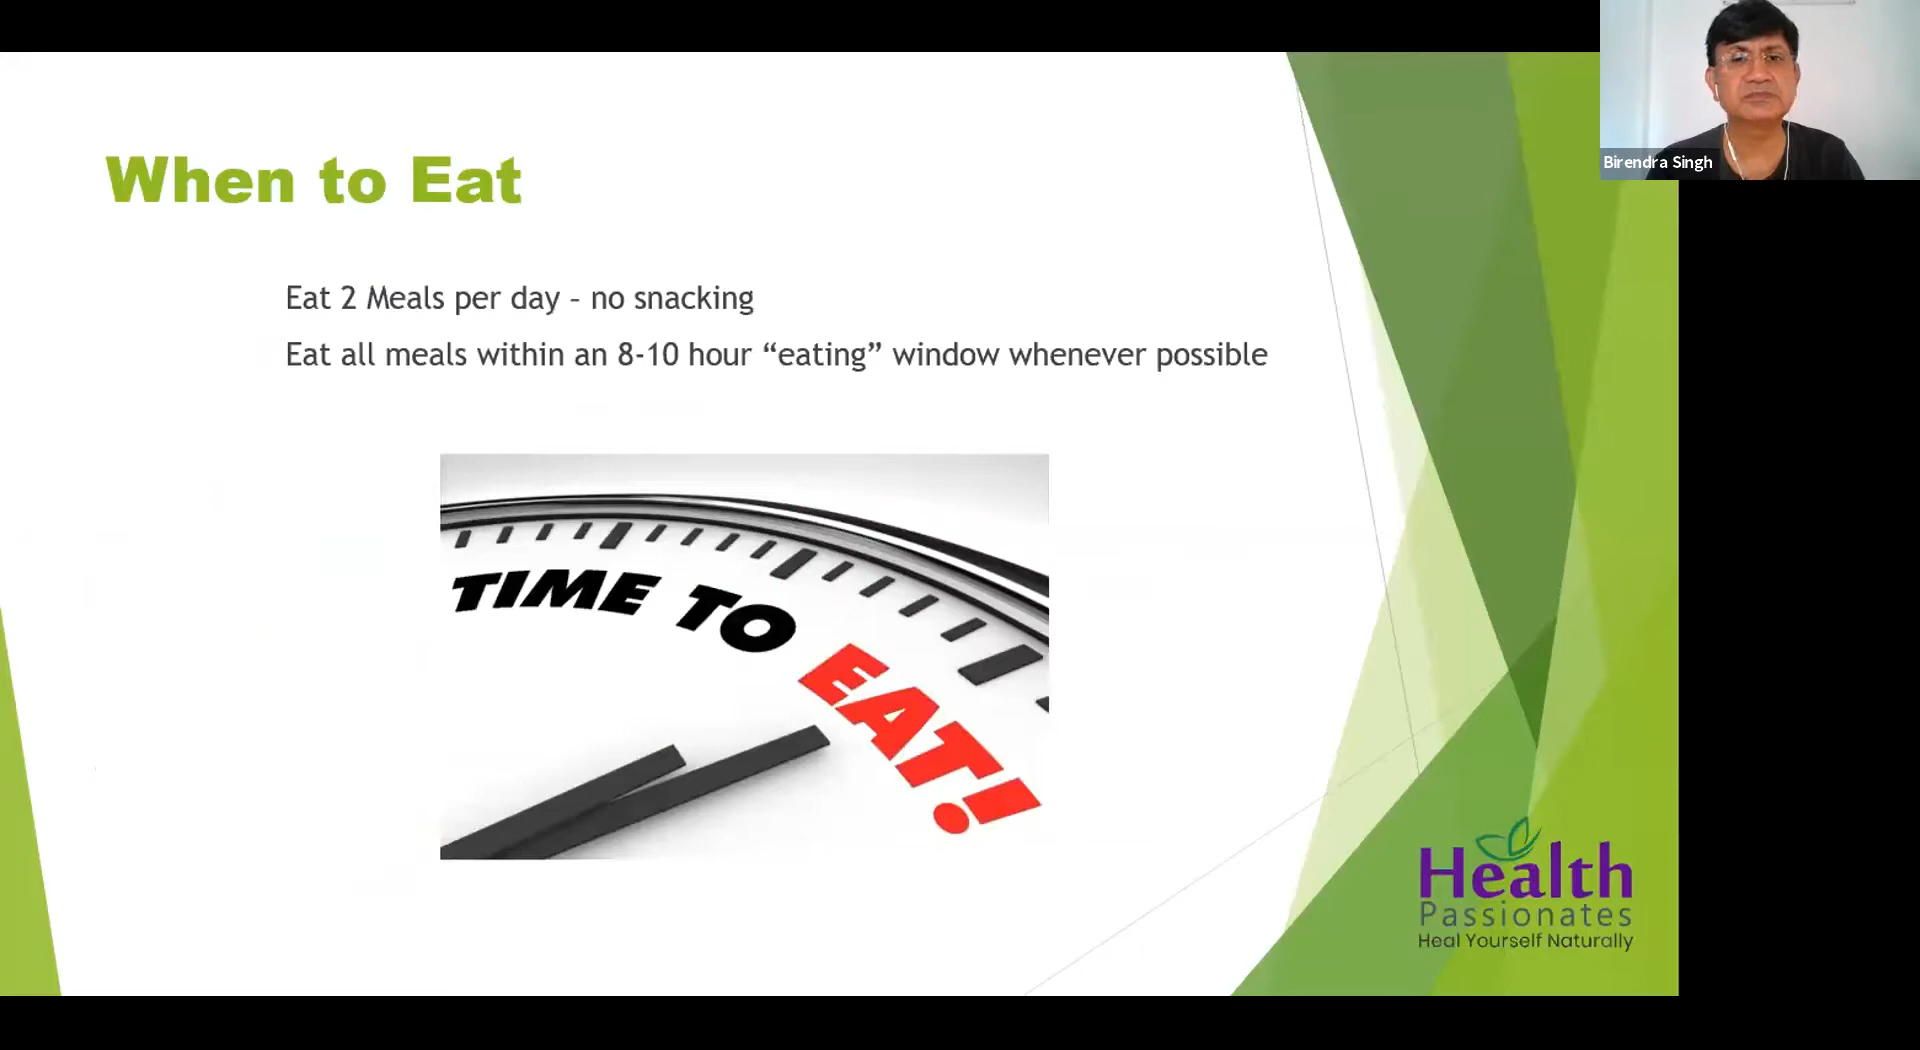 When to Eat
Eat 2 Meals per day – no snacking
Eat all meals within an 8-10 hour “eating” window whenever possible
TIME TO EAT!
Health
Passionates
Heal Yourself Naturally
Birendra Singh